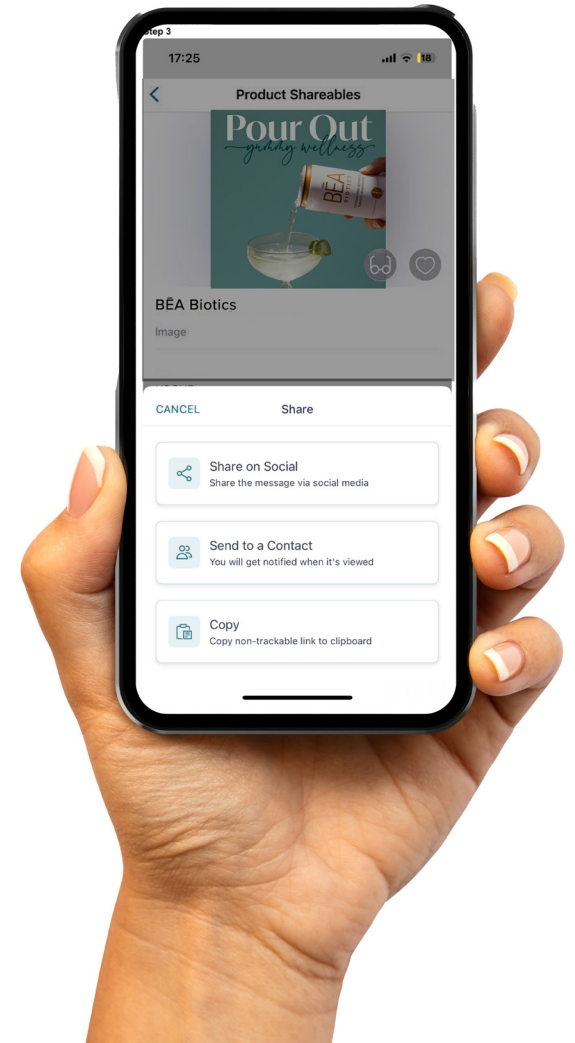 Step 3
17:25
18
Product Shareables
Pour Out
yummy wellness
BĒA
BIOTICS
BĒA Biotics
Image
CANCEL
Share
Share on Social
Share the message via social media
Send to a Contact
You will get notified when it's viewed
Copy
Copy non-trackable link to clipboard